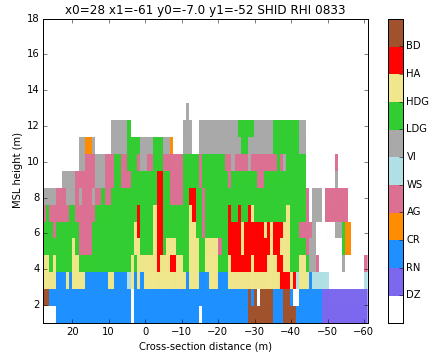 x0=28 x1=-61 y0=-7.0 y1=-52 SHID RHI 0833
18
16
14
12
10
8
6
4
2
MSL height (m)
20 10 0 −10 −20 −30 −40 −50 −60
Cross-section distance (m)
BD
HA
HDG
LDG
VI
WS
AG
CR
RN
DZ